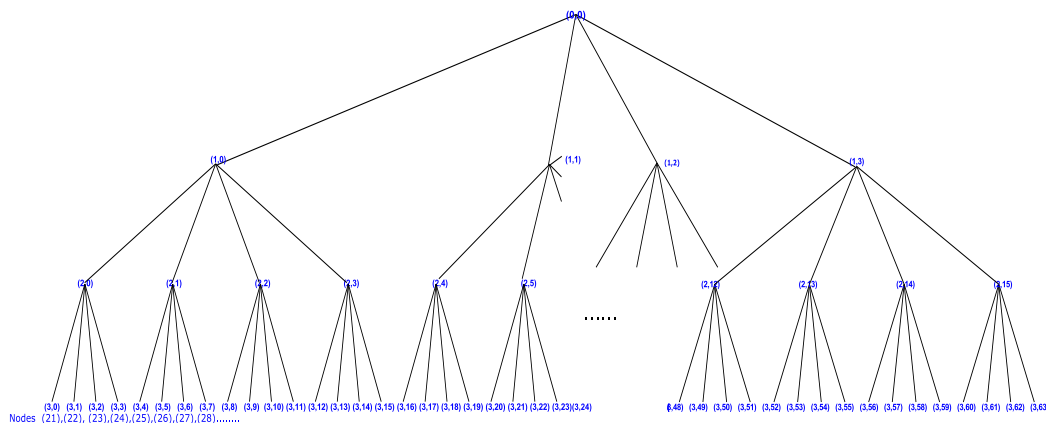 (0,0)
(1,0) (1,1) (1,2) (1,3)
(2,0) (2,1) (2,2) (2,3) (2,4) (2,5) (2,12) (2,13) (2,14) (2,15)
......
(3,0) (3,1) (3,2) (3,3) (3,4) (3,5) (3,6) (3,7) (3,8) (3,9) (3,10) (3,11) (3,12) (3,13) (3,14) (3,15) (3,16) (3,17) (3,18) (3,19) (3,20) (3,21) (3,22) (3,23)(3,24) (3,48) (3,49) (3,50) (3,51) (3,52) (3,53) (3,54) (3,55) (3,56) (3,57) (3,58) (3,59) (3,60) (3,61) (3,62) (3,63
Nodes (21),(22), (23),(24),(25),(26),(27),(28)........